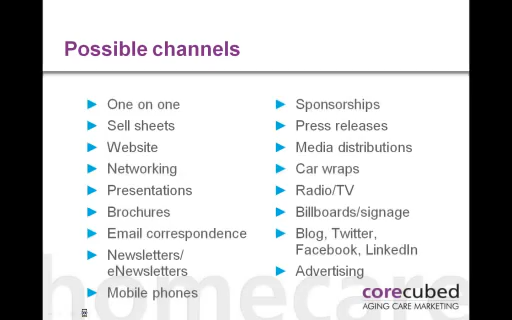 Possible channels
One on one
Sell sheets
Website
Networking
Presentations
Brochures
Email correspondence
Newsletters/
eNewsletters
Mobile phones
Sponsorships
Press releases
Media distributions
Car wraps
Radio/TV
Billboards/signage
Blog, Twitter,
Facebook, LinkedIn
Advertising
homecare
corecubed
AGING CARE MARKETING